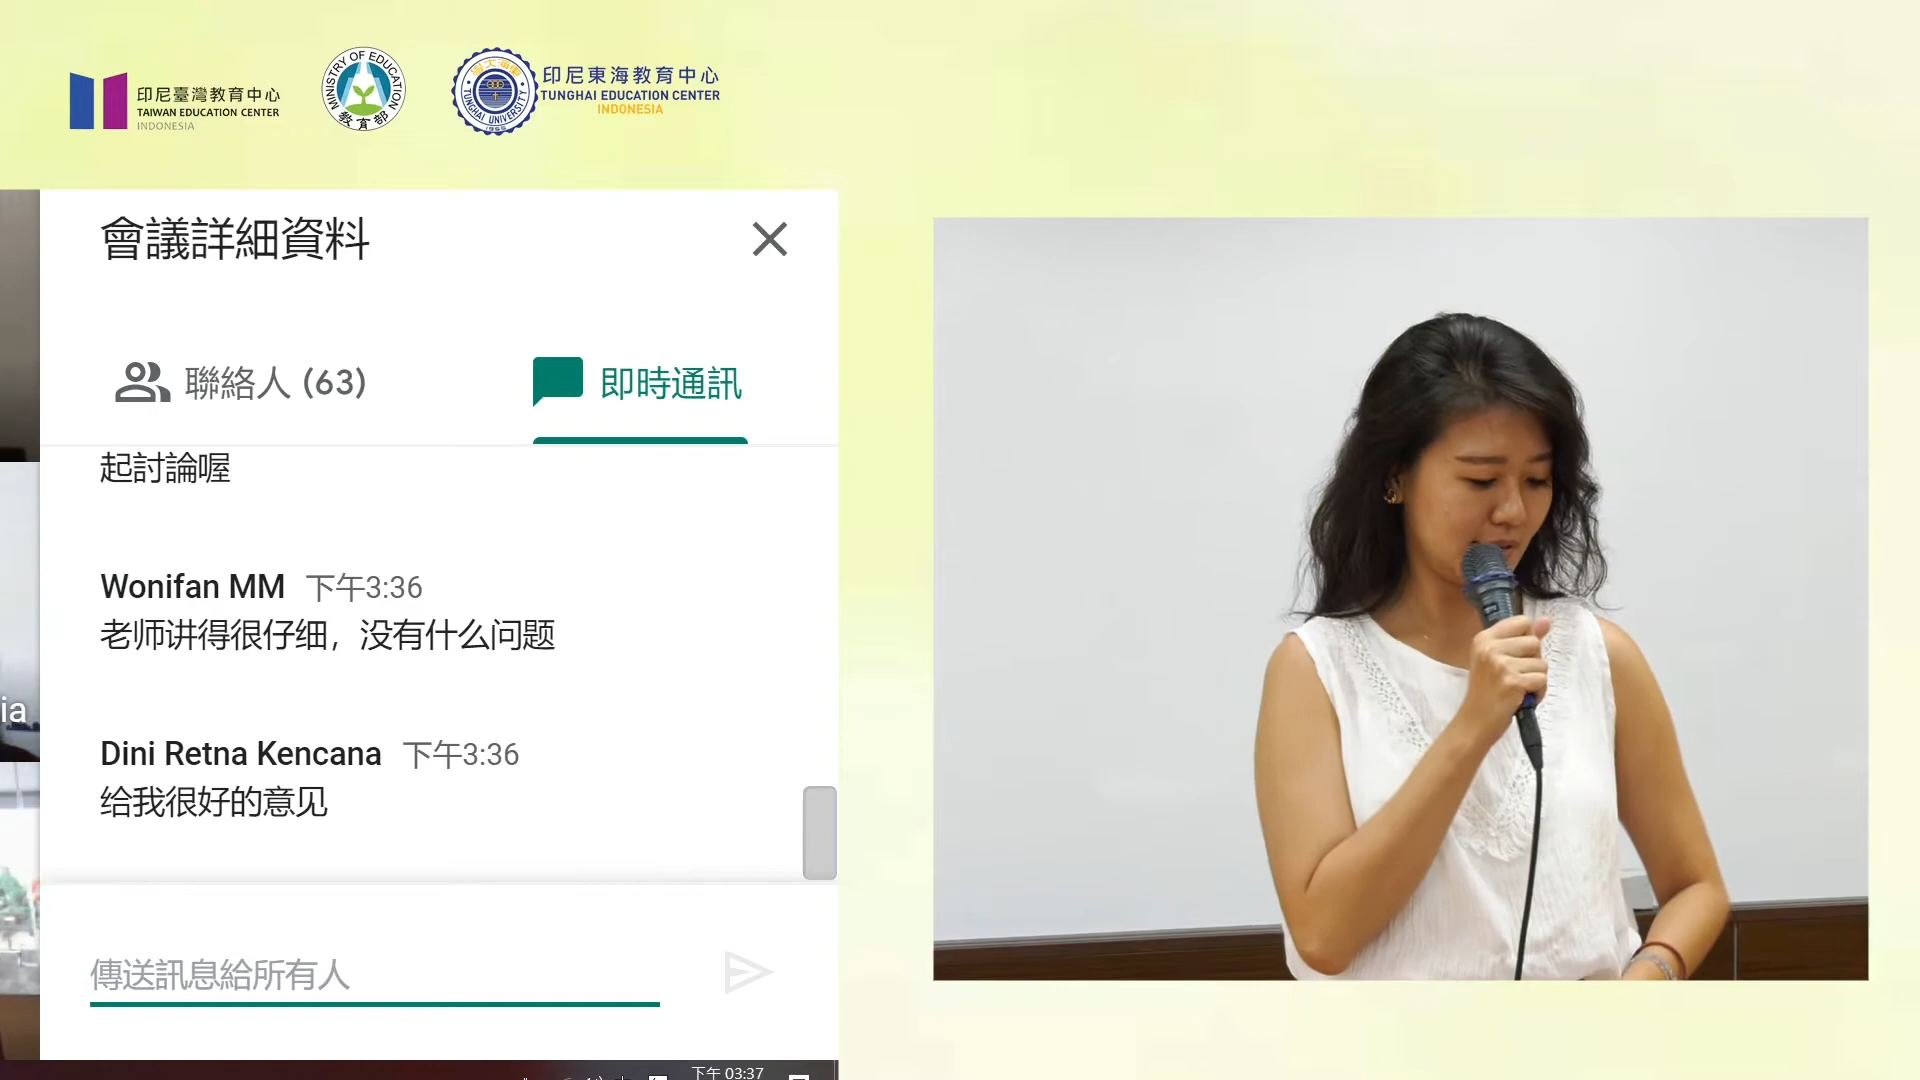 印尼臺灣教育中心
TAIWAN EDUCATION CENTER
INDONESIA
MINISTRY OF EDUCATION
教育部
TUNGHAI UNIVERSITY
1955
印尼東海教育中心
TUNGHAI EDUCATION CENTER
INDONESIA
會議詳細資料
聯絡人 (63)
即時通訊
起討論喔
Wonifan MM 下午3:36
老师讲得很仔细，没有什么问题
ia
Dini Retna Kencana 下午3:36
给我很好的意见
傳送訊息給所有人
下午 03:37